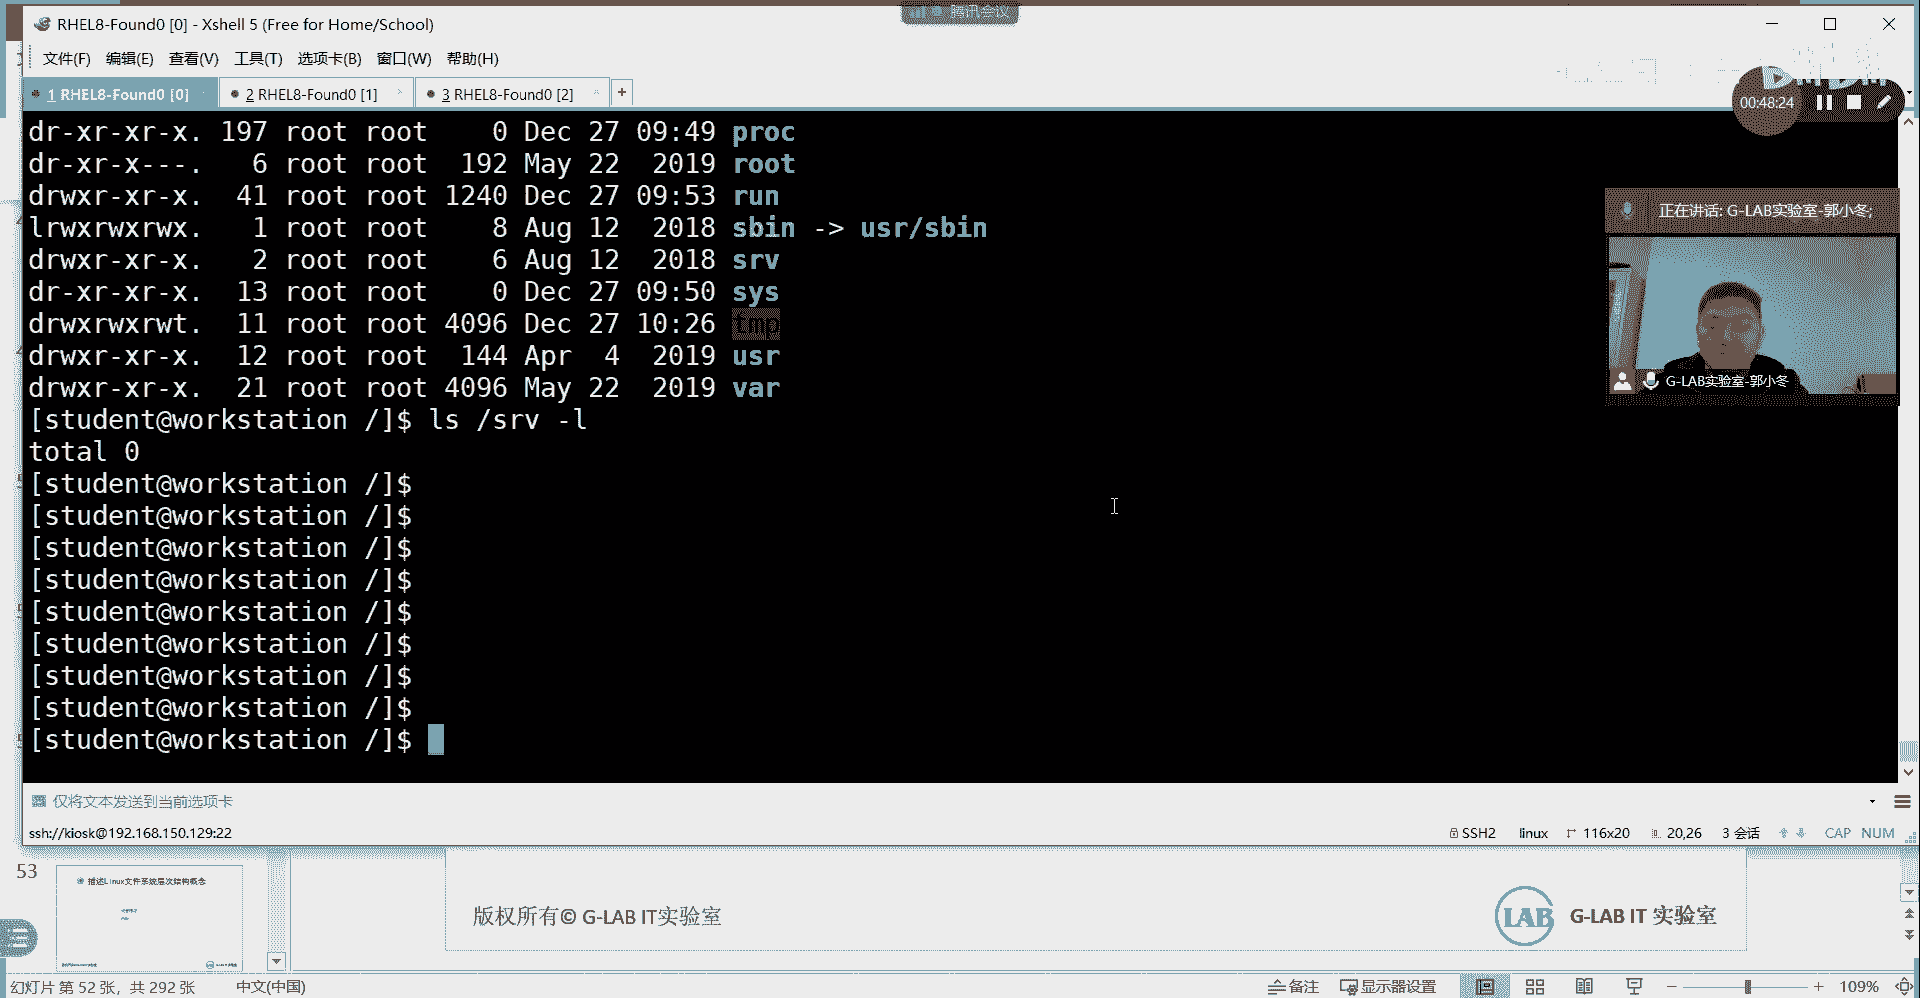 腾讯会议
RHEL8-Found0 [0] - Xshell 5 (Free for Home/School)
文件(F) 编辑(E) 查看(V) 工具(T) 选项卡(B) 窗口(W) 帮助(H)
1 RHEL8-Found0 [0] 2 RHEL8-Found0 [1] 3 RHEL8-Found0 [2] +
00:48:24
dr-xr-xr-x. 197 root root 0 Dec 27 09:49 proc
dr-xr-x---. 6 root root 192 May 22 2019 root
drwxr-xr-x. 41 root root 1240 Dec 27 09:53 run
lrwxrwxrwx. 1 root root 8 Aug 12 2018 sbin -> usr/sbin
drwxr-xr-x. 2 root root 6 Aug 12 2018 srv
dr-xr-xr-x. 13 root root 0 Dec 27 09:50 sys
drwxrwxrwt. 11 root root 4096 Dec 27 10:26 tmp
drwxr-xr-x. 12 root root 144 Apr 4 2019 usr
drwxr-xr-x. 21 root root 4096 May 22 2019 var
[student@workstation /]$ ls /srv -l
total 0
[student@workstation /]$
[student@workstation /]$
[student@workstation /]$
[student@workstation /]$
[student@workstation /]$
[student@workstation /]$
[student@workstation /]$
[student@workstation /]$
[student@workstation /]$
正在讲话: G-LAB实验室-郭小冬;
G-LAB实验室-郭小冬
仅将文本发送到当前选项卡
ssh://kiosk@192.168.150.129:22 SSH2 linux 116x20 20,26 3 会话 CAP NUM
53
描述Linux文件系统层次结构概念
版权所有© G-LAB IT实验室
LAB G-LAB IT 实验室
幻灯片 第 52 张，共 292 张 中文(中国) 备注 显示器设置 109%